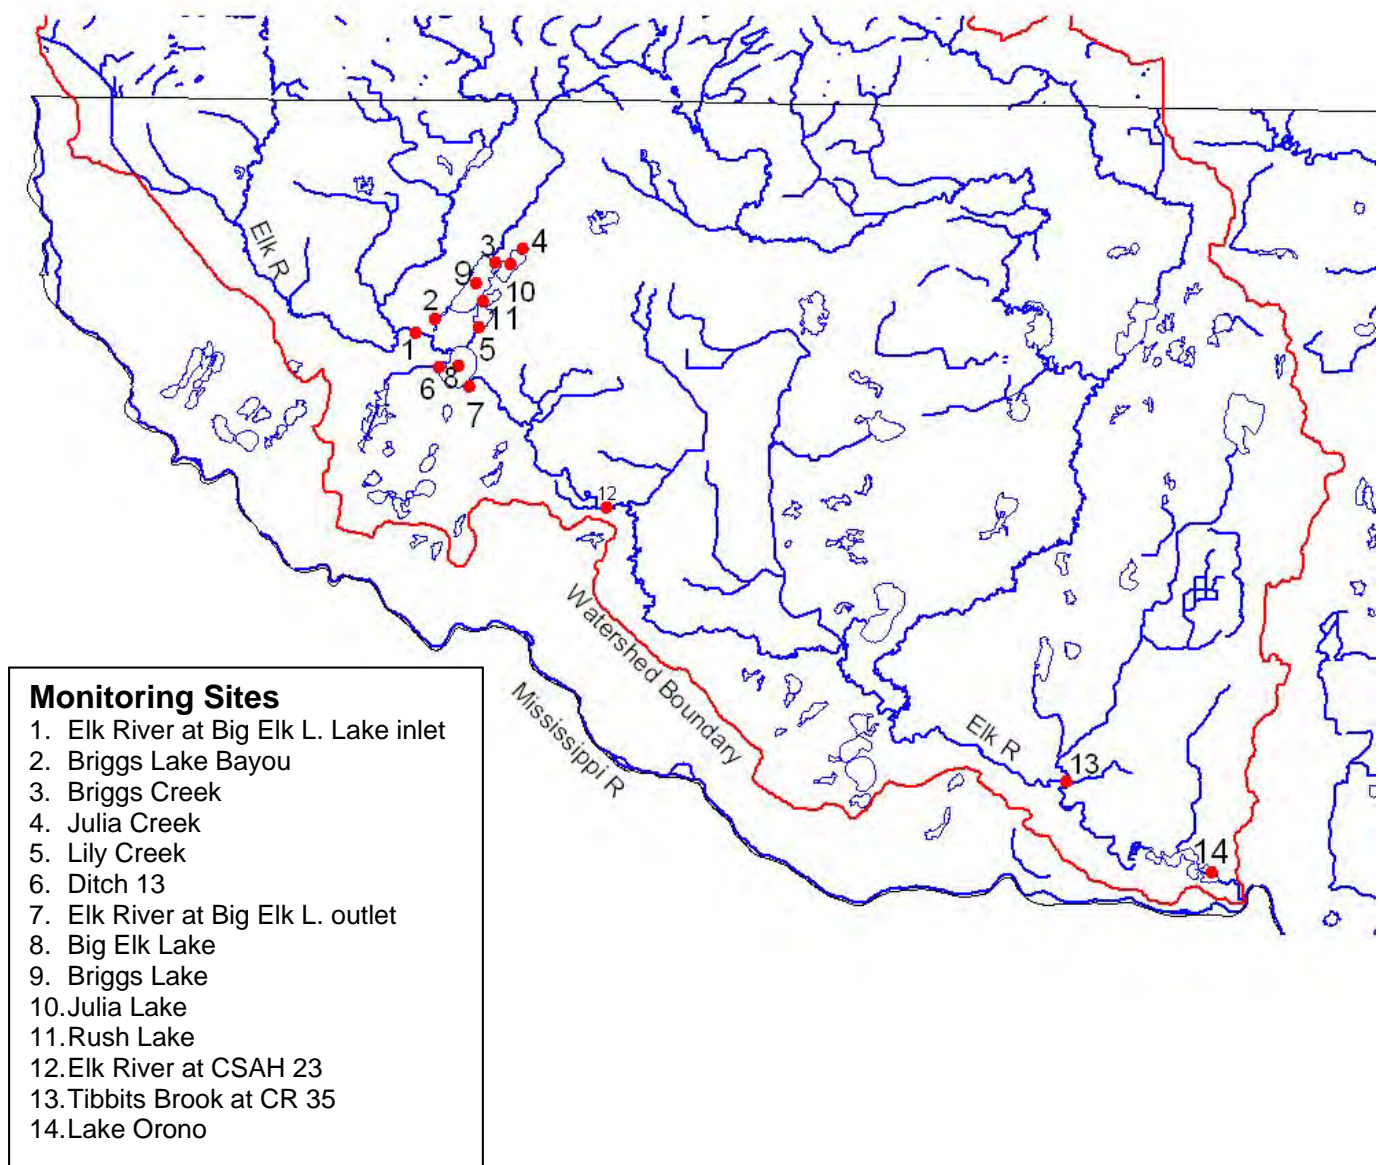 Elk R
3
4
9
10
2
11
1
5
8
6
7
12
Watershed Boundary
Mississippi R
Elk R
13
14
Monitoring Sites
1. Elk River at Big Elk L. Lake inlet
2. Briggs Lake Bayou
3. Briggs Creek
4. Julia Creek
5. Lily Creek
6. Ditch 13
7. Elk River at Big Elk L. outlet
8. Big Elk Lake
9. Briggs Lake
10.Julia Lake
11.Rush Lake
12.Elk River at CSAH 23
13.Tibbits Brook at CR 35
14.Lake Orono